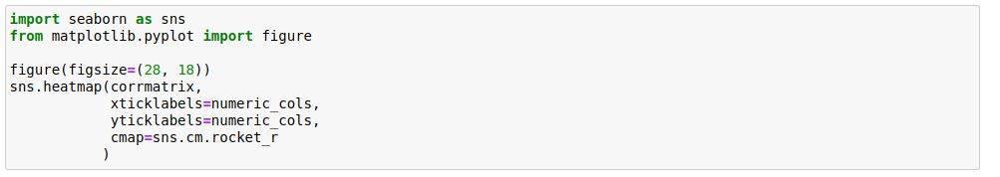 import seaborn as sns
from matplotlib.pyplot import figure

figure(figsize=(28, 18))
sns.heatmap(corrmatrix,
            xticklabels=numeric_cols,
            yticklabels=numeric_cols,
            cmap=sns.cm.rocket_r
           )